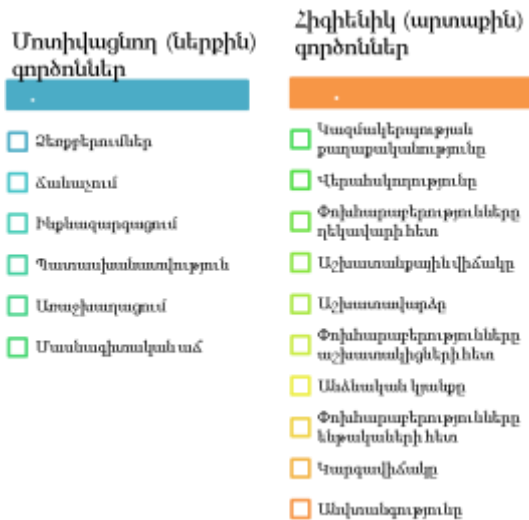 Մոտիվացնող (ներքին)
գործոններ
Ձեռքբերումներ
Ճանաչում
Ինքնազարգացում
Պատասխանատվություն
Առաջխաղացում
Մասնագիտական աճ
Հիգիենիկ (արտաքին)
գործոններ
Կազմակերպության
քաղաքականությունը
Վերահսկողությունը
Փոխհարաբերությունները
ղեկավարի հետ
Աշխատանքային վիճակը
Աշխատավարձը
Փոխհարաբերությունները
աշխատակիցների հետ
Անձնական կյանքը
Փոխհարաբերությունները
ենթակաների հետ
Կարգավիճակը
Անվտանգությունը